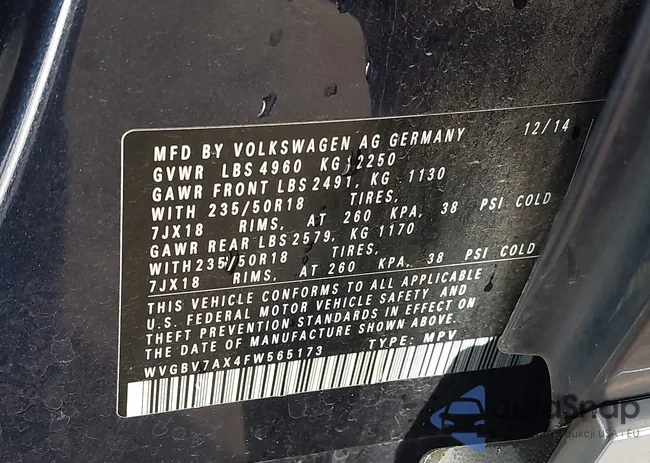 MFD BY VOLKSWAGEN AG GERMANY 12/14
GVWR LBS 4960 KG 2250
GAWR FRONT LBS 2491, KG 1130
WITH 235/50R18 TIRES,
7JX18 RIMS, AT 260 KPA, 38 PSI COLD
GAWR REAR LBS 2579, KG 1170
WITH 235/50R18 TIRES,
7JX18 RIMS, AT 260 KPA, 38 PSI COLD
THIS VEHICLE CONFORMS TO ALL APPLICABLE
U.S. FEDERAL MOTOR VEHICLE SAFETY AND
THEFT PREVENTION STANDARDS IN EFFECT ON
THE DATE OF MANUFACTURE SHOWN ABOVE.
WVGBV7AX4FW565173 TYPE: MPV
AutoSnap
USA i EU